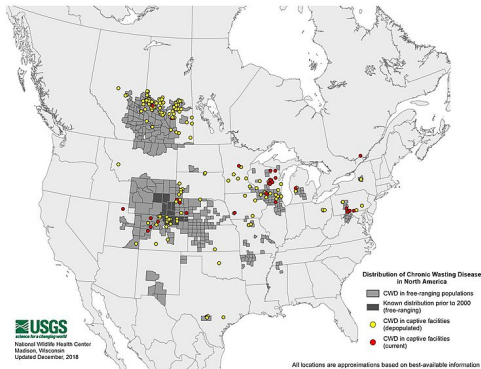 Distribution of Chronic Wasting Disease
in North America
CWD in free-ranging populations
Known distribution prior to 2000
(free-ranging)
CWD in captive facilities
(depopulated)
CWD in captive facilities
(current)
USGS
science for a changing world
National Wildlife Health Center
Madison, Wisconsin
Updated December, 2018
All locations are approximations based on best-available information